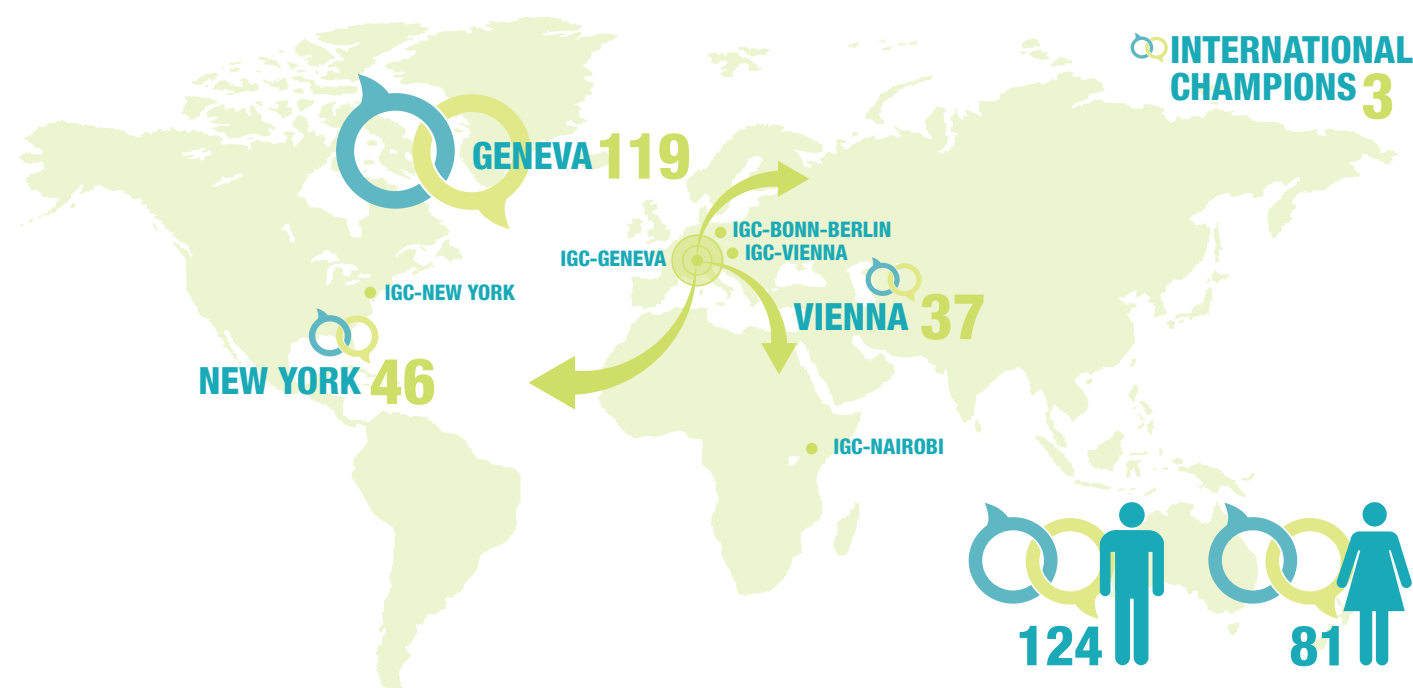 INTERNATIONAL
CHAMPIONS 3
GENEVA 119
IGC-BONN-BERLIN
IGC-VIENNA
IGC-GENEVA
IGC-NEW YORK
VIENNA 37
NEW YORK 46
IGC-NAIROBI
124
81